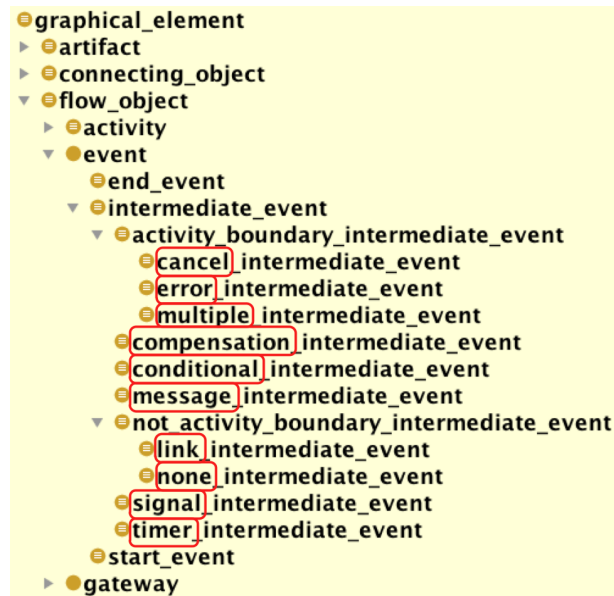 graphical_element
artifact
connecting_object
flow_object
activity
event
end_event
intermediate_event
activity_boundary_intermediate_event
cancel_intermediate_event
error_intermediate_event
multiple_intermediate_event
compensation_intermediate_event
conditional_intermediate_event
message_intermediate_event
not_activity_boundary_intermediate_event
link_intermediate_event
none_intermediate_event
signal_intermediate_event
timer_intermediate_event
start_event
gateway